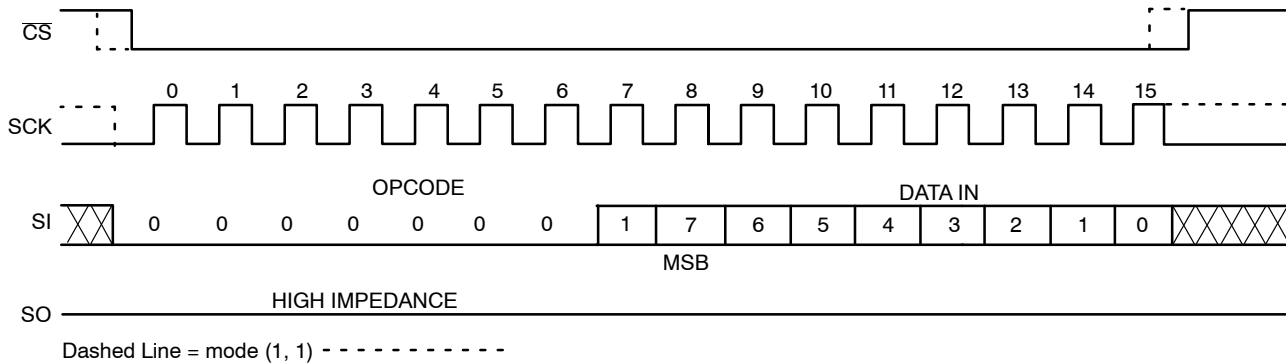 CS
0 1 2 3 4 5 6 7 8 9 10 11 12 13 14 15
SCK
OPCODE DATA IN
SI 0 0 0 0 0 0 0 1 7 6 5 4 3 2 1 0
MSB
HIGH IMPEDANCE
SO
Dashed Line = mode (1, 1)